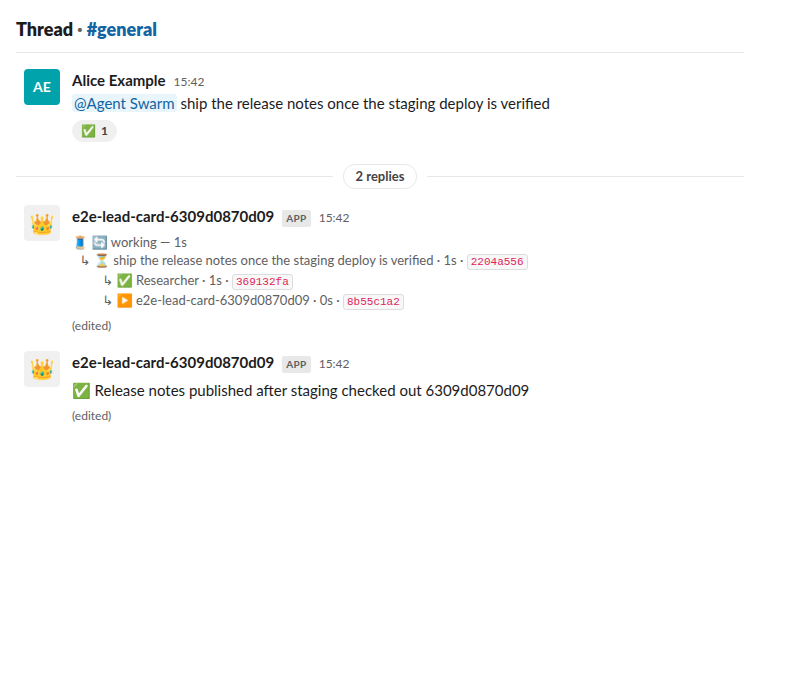 Thread • #general
AE
Alice Example 15:42
@Agent Swarm ship the release notes once the staging deploy is verified
✅ 1
2 replies
e2e-lead-card-6309d0870d09 APP 15:42
🧵 🔄 working — 1s
↳ ⏳ ship the release notes once the staging deploy is verified · 1s · 2204a556
↳ ✅ Researcher · 1s · 369132fa
↳ ▶️ e2e-lead-card-6309d0870d09 · 0s · 8b55c1a2
(edited)
e2e-lead-card-6309d0870d09 APP 15:42
✅ Release notes published after staging checked out 6309d0870d09
(edited)